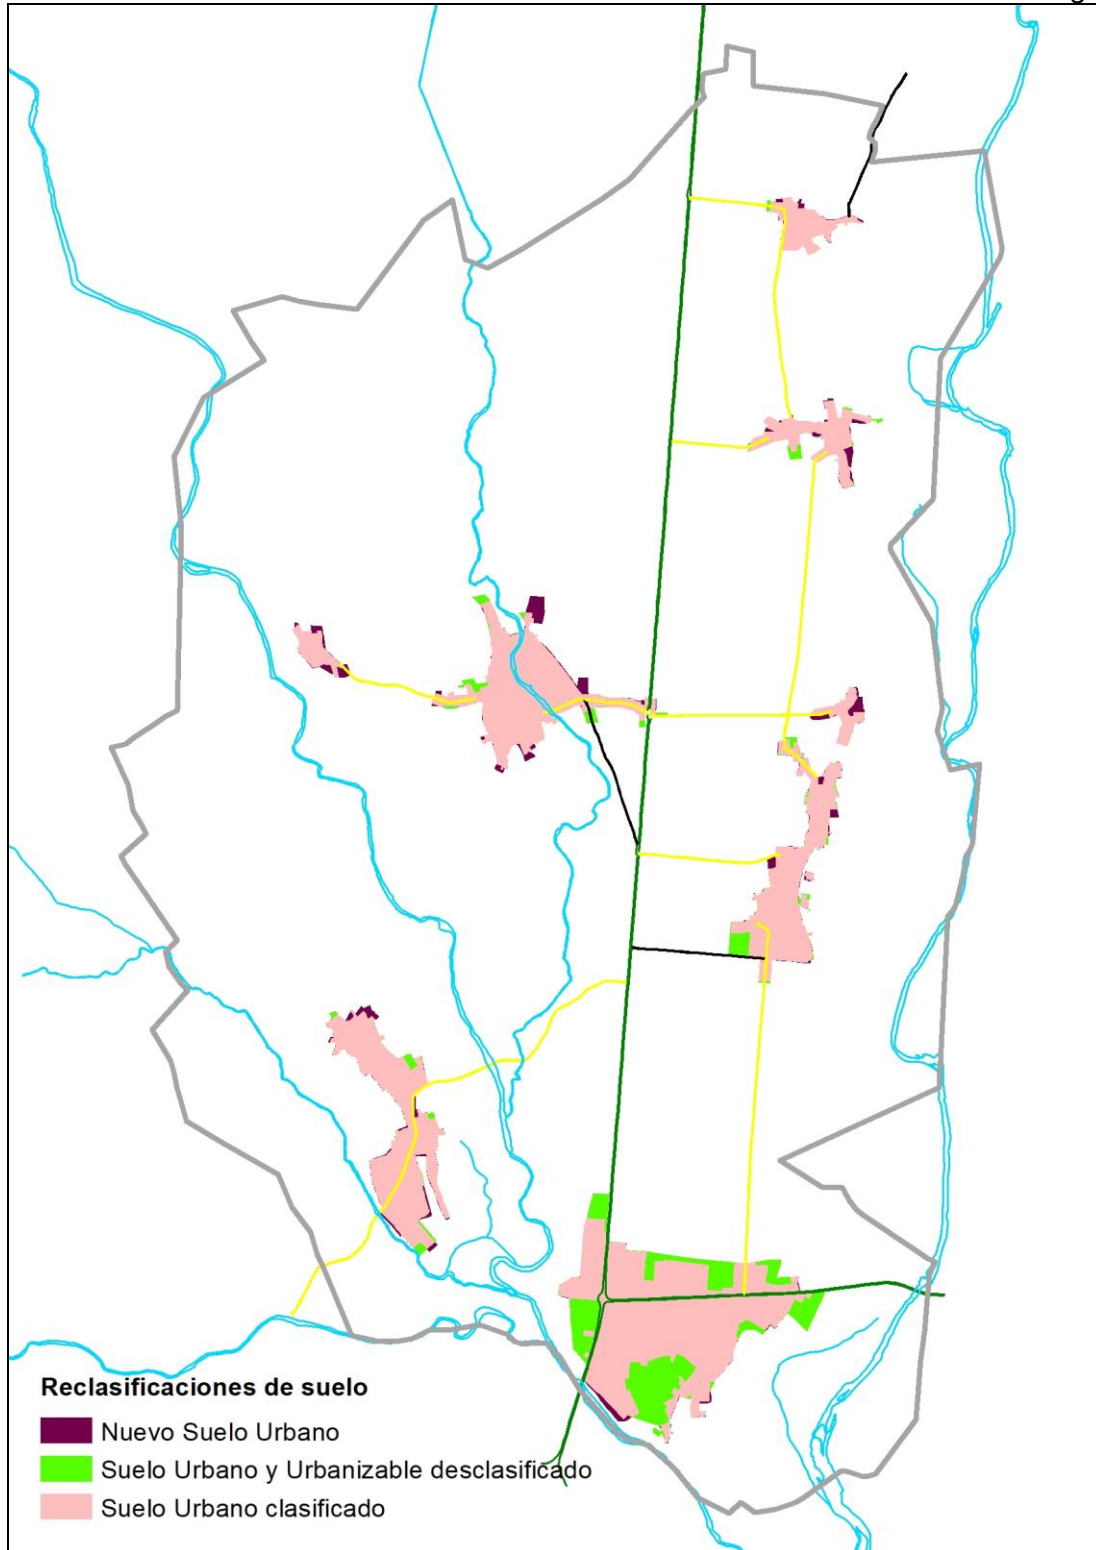 Reclasificaciones de suelo
Nuevo Suelo Urbano
Suelo Urbano y Urbanizable desclasificado
Suelo Urbano clasificado